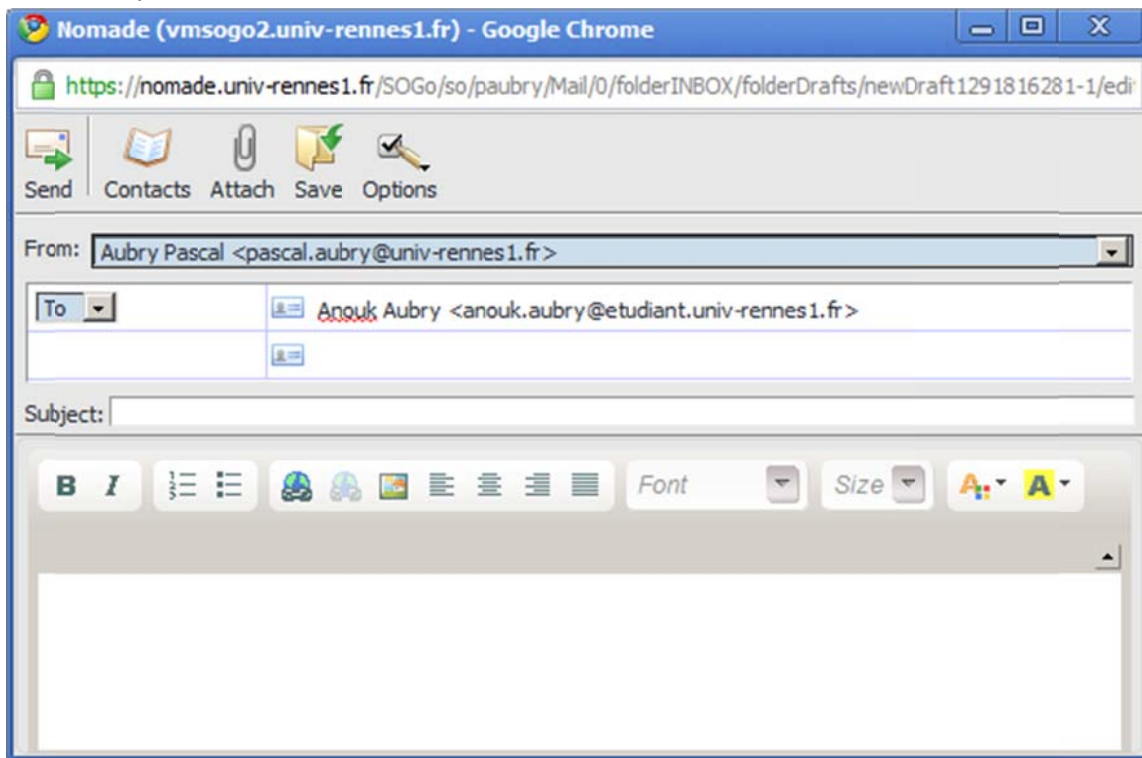 Nomade (vmsogo2.univ-rennes1.fr) - Google Chrome
https://nomade.univ-rennes1.fr/SOGo/so/paubry/Mail/0/folderINBOX/folderDrafts/newDraft1291816281-1/edi
Send Contacts Attach Save Options
From: Aubry Pascal <pascal.aubry@univ-rennes1.fr>
To Anouk Aubry <anouk.aubry@etudiant.univ-rennes1.fr>
Subject:
B I Font Size A A